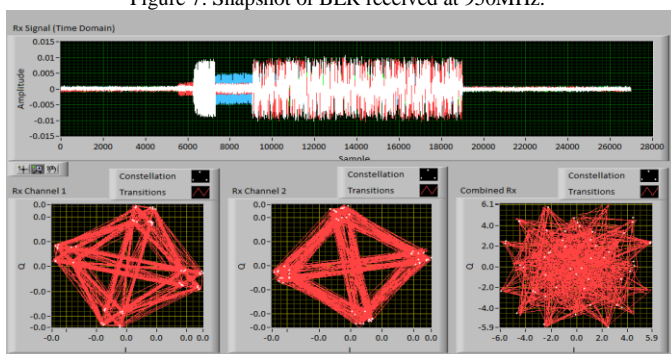 Figure 7. Snapshot of BER received at 950MHz.
Rx Signal (Time Domain)
0.015
0.01
0.005
0
-0.005
-0.01
-0.015
Amplitude
0 2000 4000 6000 8000 10000 12000 14000 16000 18000 20000 22000 24000 26000 28000
Sample
Constellation
Rx Channel 1 Transitions
0.0
0.0
0.0
0.0
-0.0
-0.0
-0.0
Q
-0.0 -0.0 0.0 0.0 0.0
I
Constellation
Rx Channel 2 Transitions
0.0
0.0
0.0
-0.0
-0.0
-0.0
Q
-0.0 -0.0 0.0 0.0 0.0
I
Constellation
Combined Rx Transitions
6.1
4.0
2.0
0.0
-2.0
-4.0
-5.9
Q
-6.0 -4.0 -2.0 0.0 2.0 4.0 5.9
I